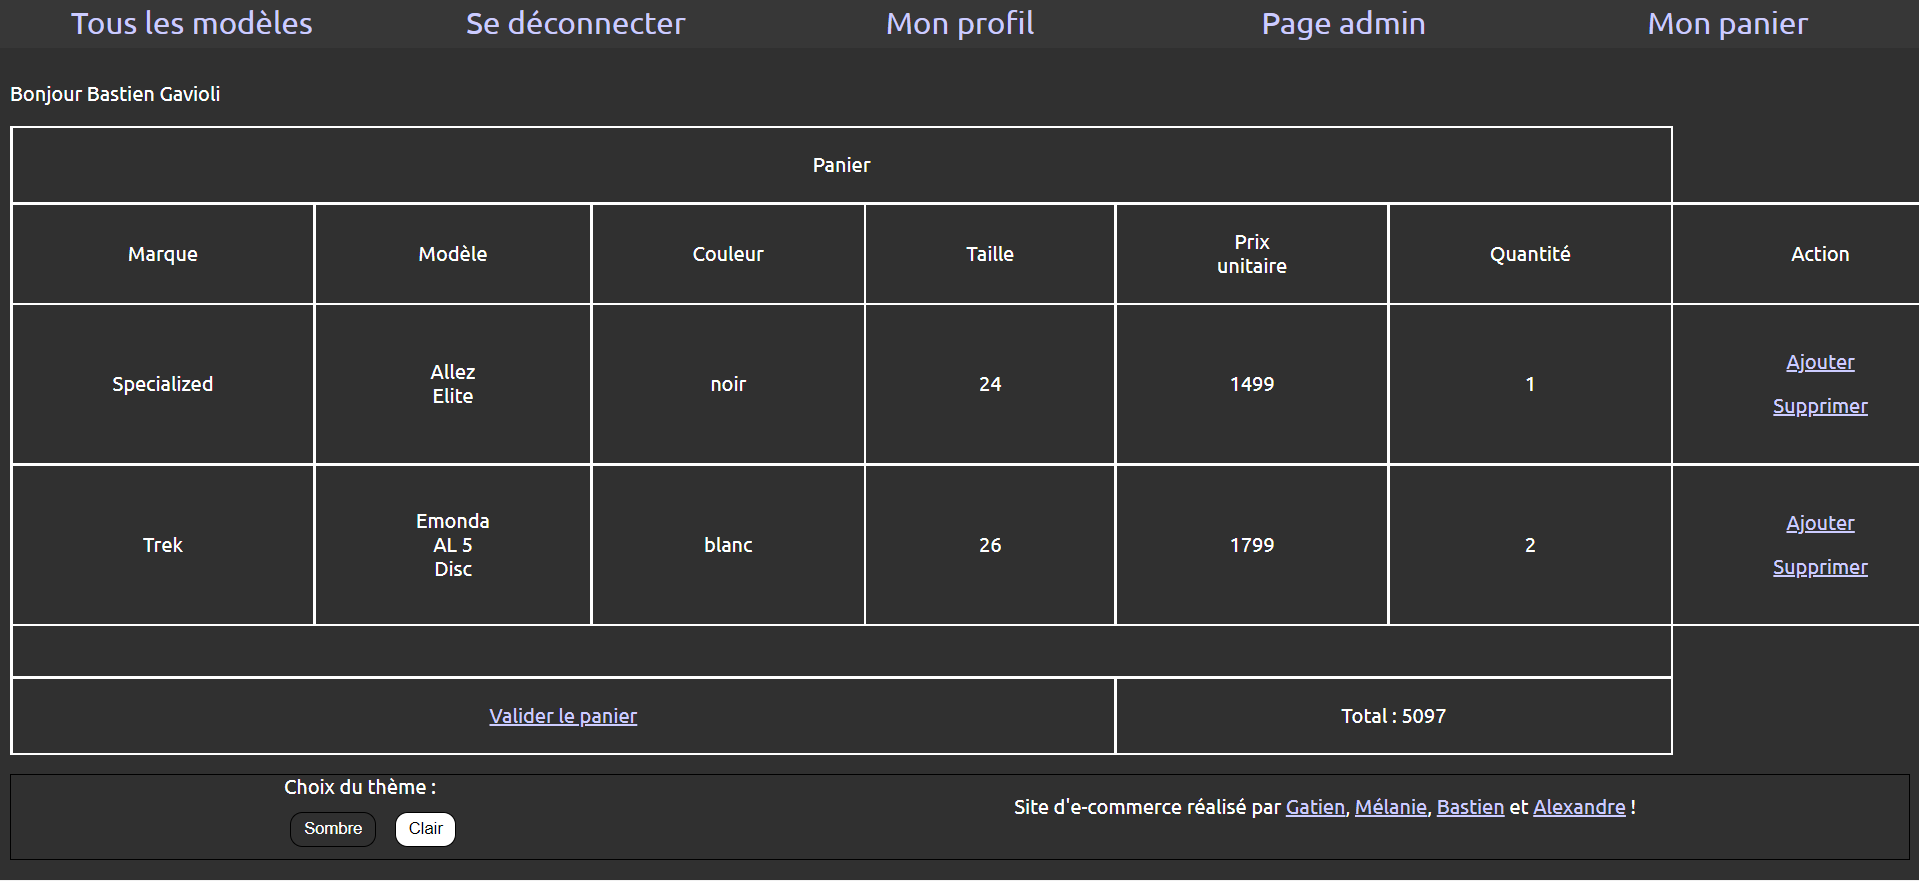 Tous les modèles Se déconnecter Mon profil Page admin Mon panier
Bonjour Bastien Gavioli
Panier
Marque Modèle Couleur Taille Prix unitaire Quantité Action
Specialized Allez Elite noir 24 1499 1 Ajouter Supprimer
Trek Emonda AL 5 Disc blanc 26 1799 2 Ajouter Supprimer
Valider le panier Total : 5097
Choix du thème :
Sombre Clair
Site d'e-commerce réalisé par Gatien, Mélanie, Bastien et Alexandre !